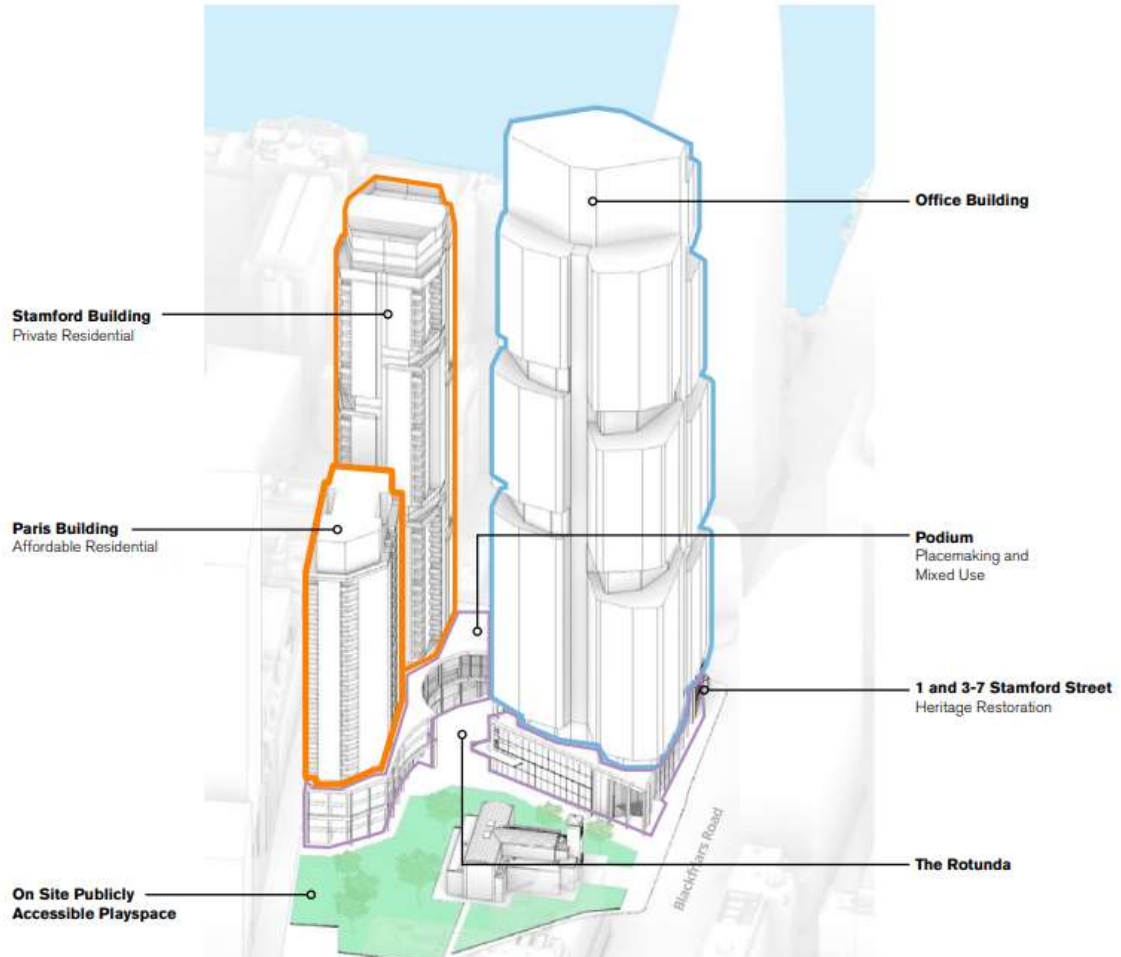 Office Building
Stamford Building
Private Residential
Paris Building
Affordable Residential
Podium
Placemaking and
Mixed Use
1 and 3-7 Stamford Street
Heritage Restoration
The Rotunda
Blackfriars Road
On Site Publicly
Accessible Playspace